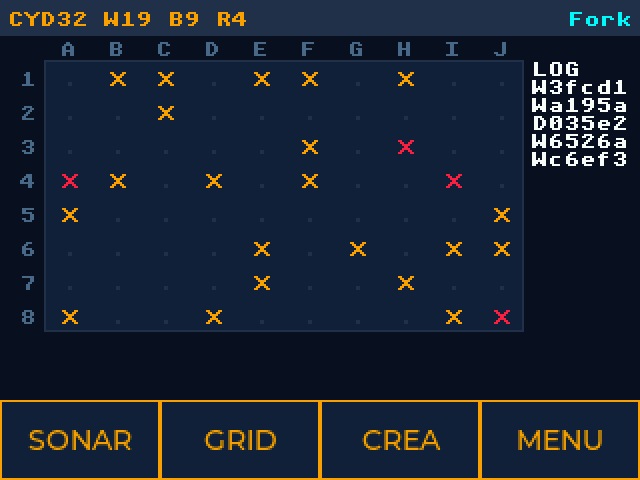 CYD32 W19 B9 R4 Fork
A B C D E F G H I J
LOG
1 . X X . X X . X . .
W3fcd1
Wa195a
2 . . X . . . . . . .
D035e2
3 . . . . . X . X . .
W6526a
Wc6ef3
4 X X . X . X . . X .
5 X . . . . . . . . X
6 . . . . X . X . X X
7 . . . . X . . X . .
8 X . . X . . . . X X
SONAR GRID CREA MENU